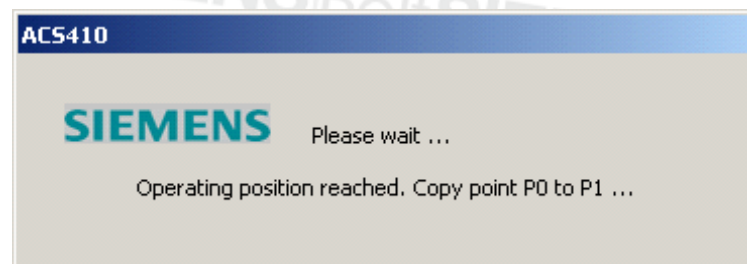 ACS410
SIEMENS
Please wait ...
Operating position reached. Copy point P0 to P1 ...